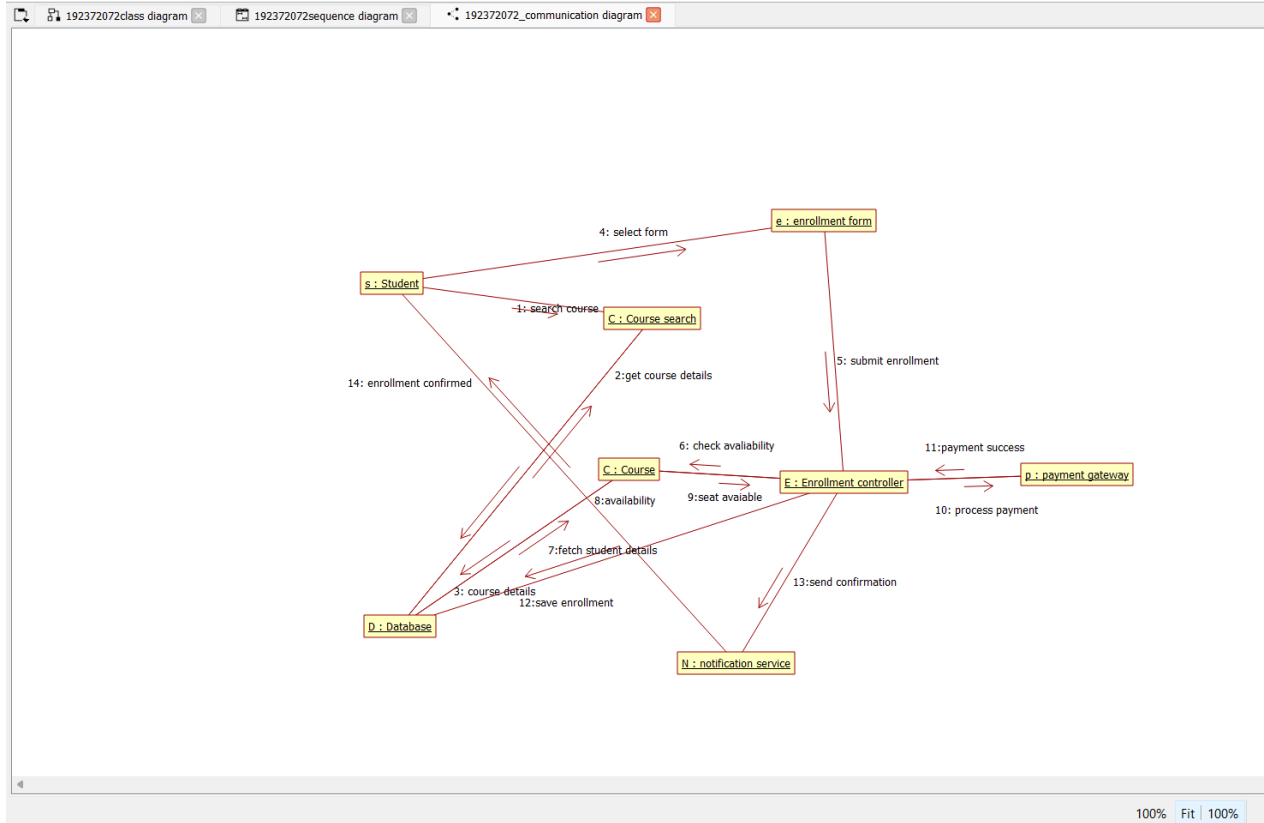 192372072class diagram
192372072sequence diagram
192372072_communication diagram
e : enrollment form
4: select form
s : Student
1: search course
C : Course search
2:get course details
14: enrollment confirmed
5: submit enrollment
6: check avaliability
11:payment success
C : Course
E : Enrollment controller
p : payment gateway
8:availability
9:seat avaiable
10: process payment
7:fetch student details
13:send confirmation
3: course details
12:save enrollment
D : Database
N : notification service
100% Fit 100%